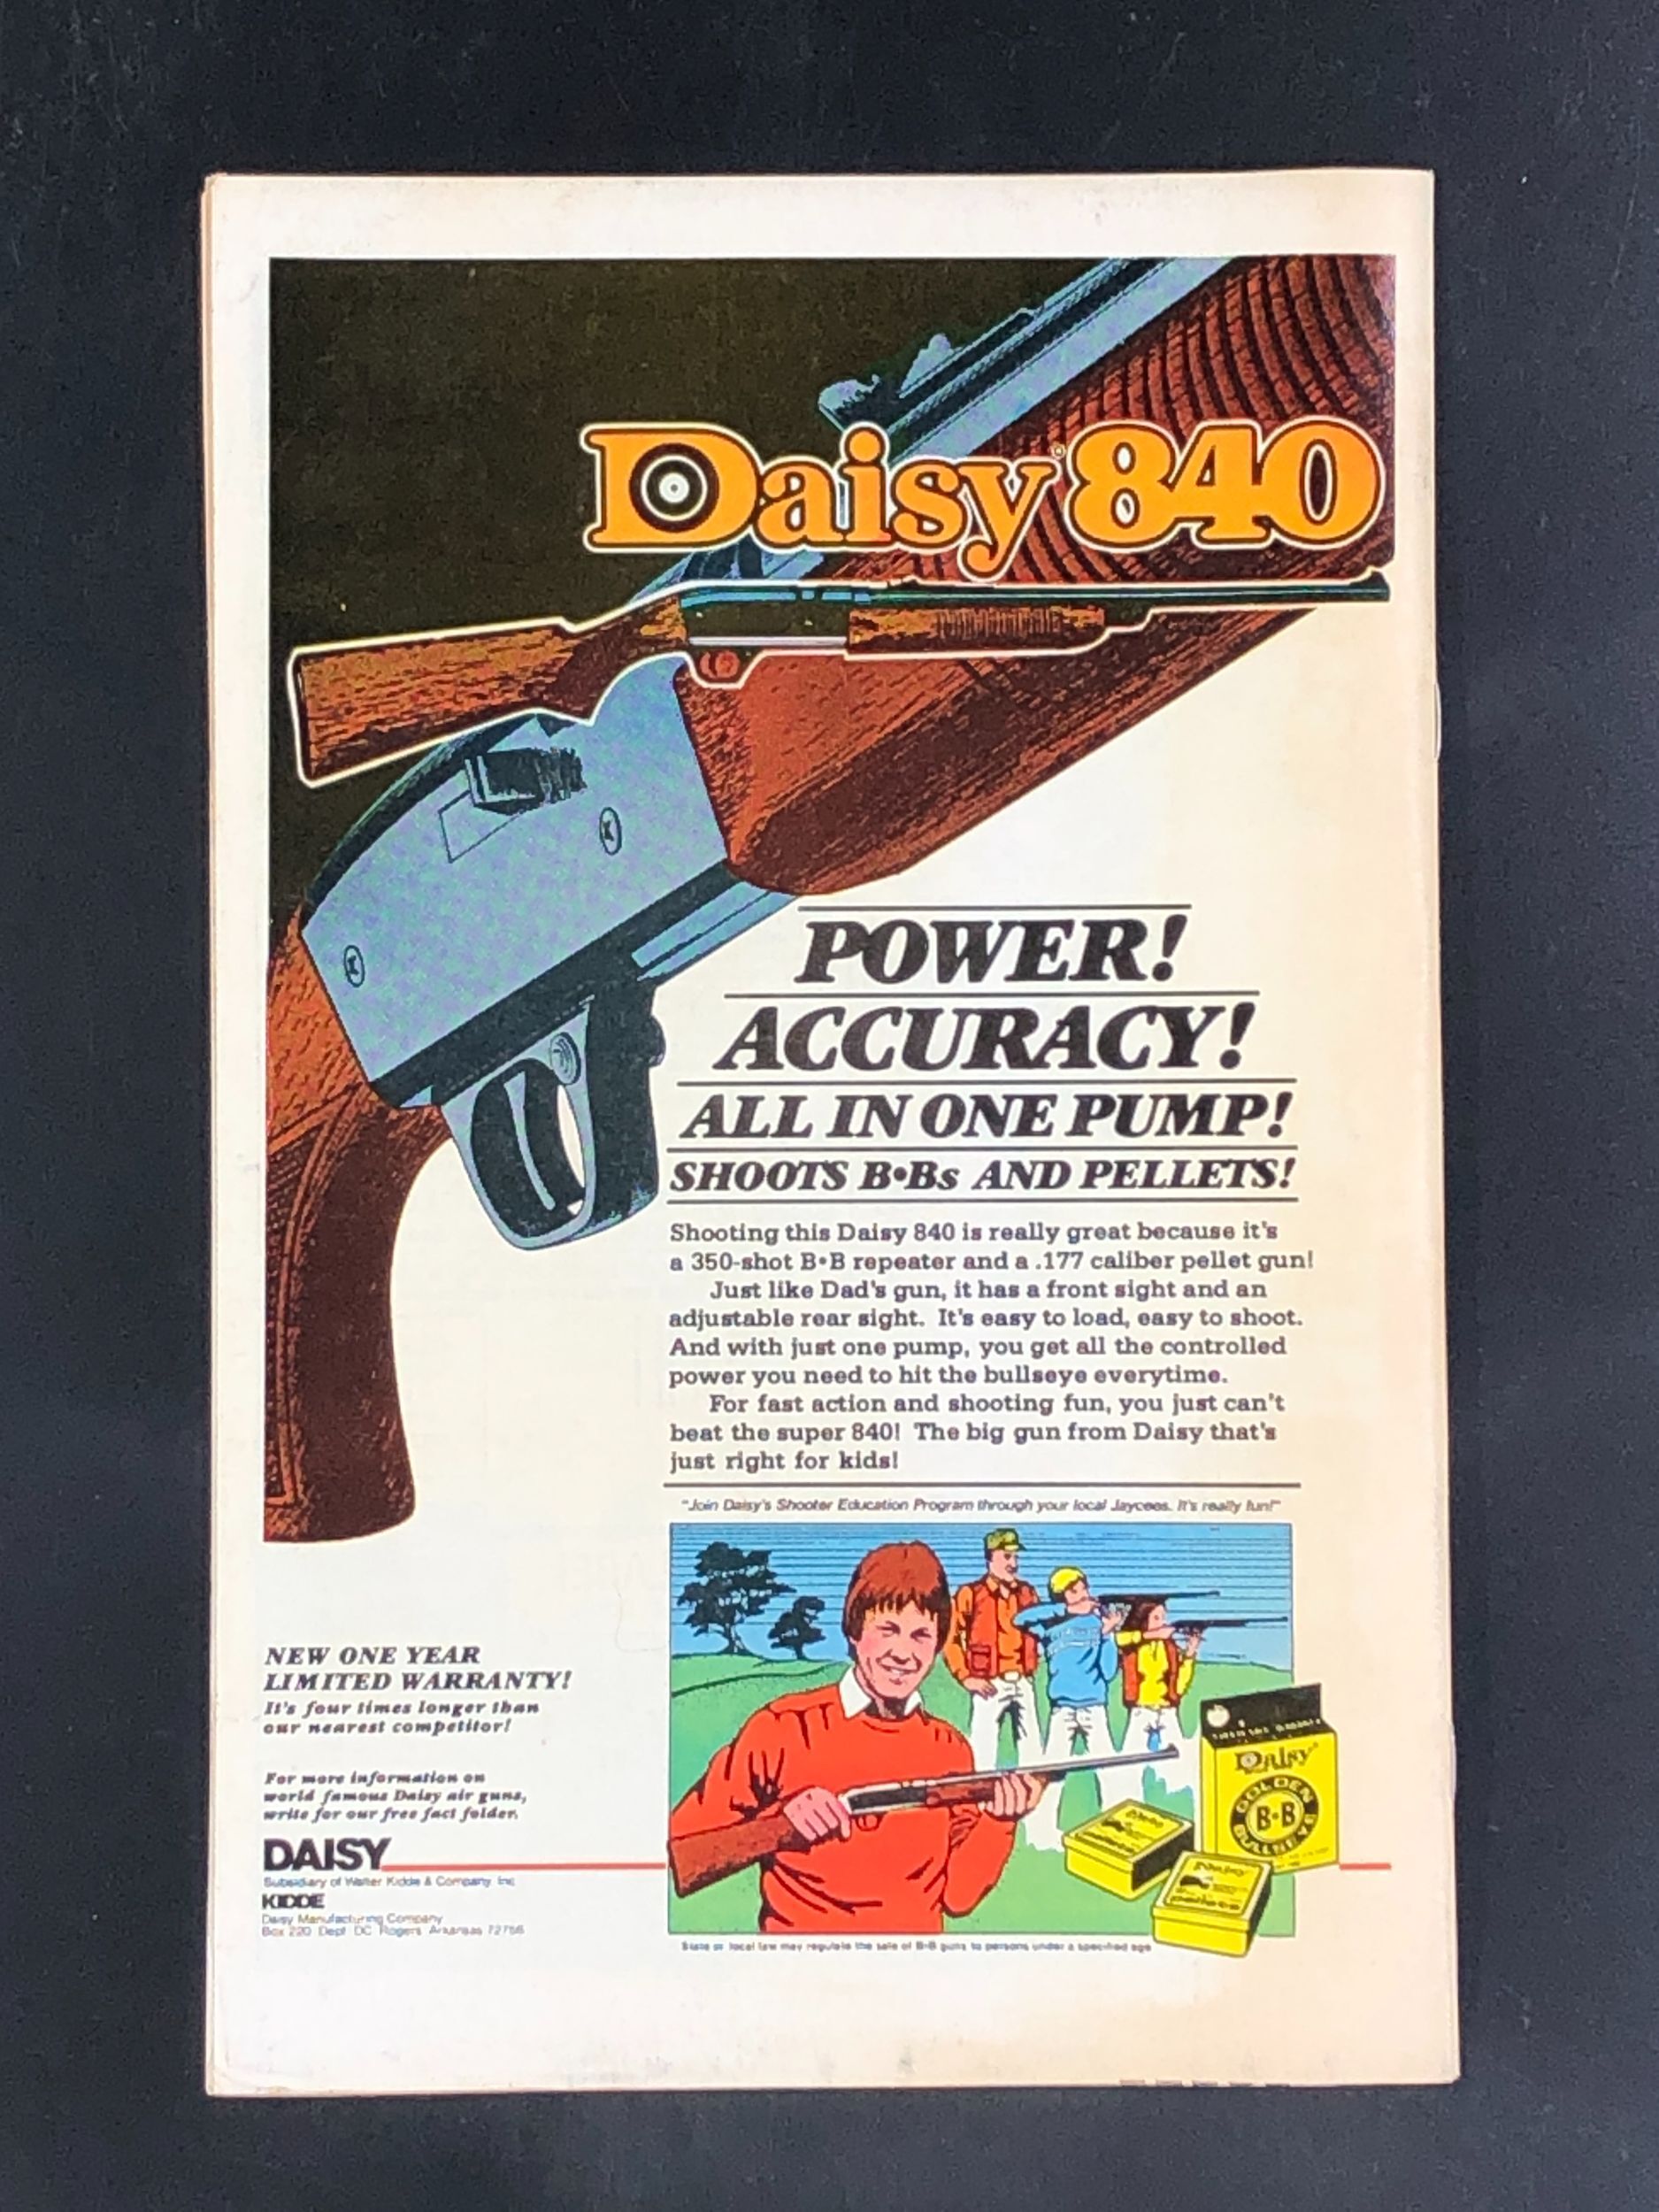 Daisy® 840
POWER!
ACCURACY!
ALL IN ONE PUMP!
SHOOTS B•Bs AND PELLETS!
Shooting this Daisy 840 is really great because it's
a 350-shot B•B repeater and a .177 caliber pellet gun!
Just like Dad's gun, it has a front sight and an
adjustable rear sight. It's easy to load, easy to shoot.
And with just one pump, you get all the controlled
power you need to hit the bullseye everytime.
For fast action and shooting fun, you just can't
beat the super 840! The big gun from Daisy that's
just right for kids!
"Join Daisy's Shooter Education Program through your local Jaycees. It's really fun!"
NEW ONE YEAR
LIMITED WARRANTY!
It's four times longer than
our nearest competitor!
For more information on
world famous Daisy air guns,
write for our free fact folder.
DAISY
Subsidiary of Walter Kidde & Company Inc
KIDDE
Daisy Manufacturing Company
Box 220 Dept DC Rogers Arkansas 72756
Daisy
GOLDEN
B•B
BULLSEYE
State or local law may regulate the sale of B•B guns to persons under a specified age